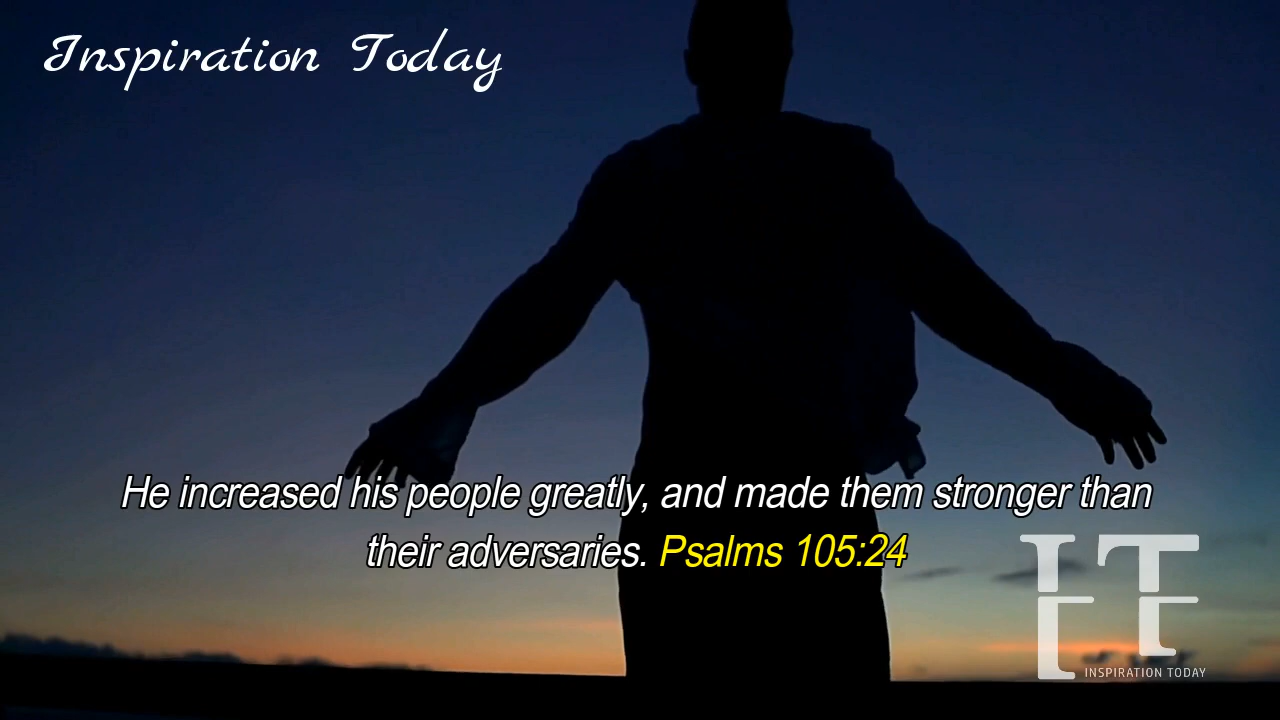 Inspiration Today
He increased his people greatly, and made them stronger than
their adversaries. Psalms 105:24
IT
INSPIRATION TODAY